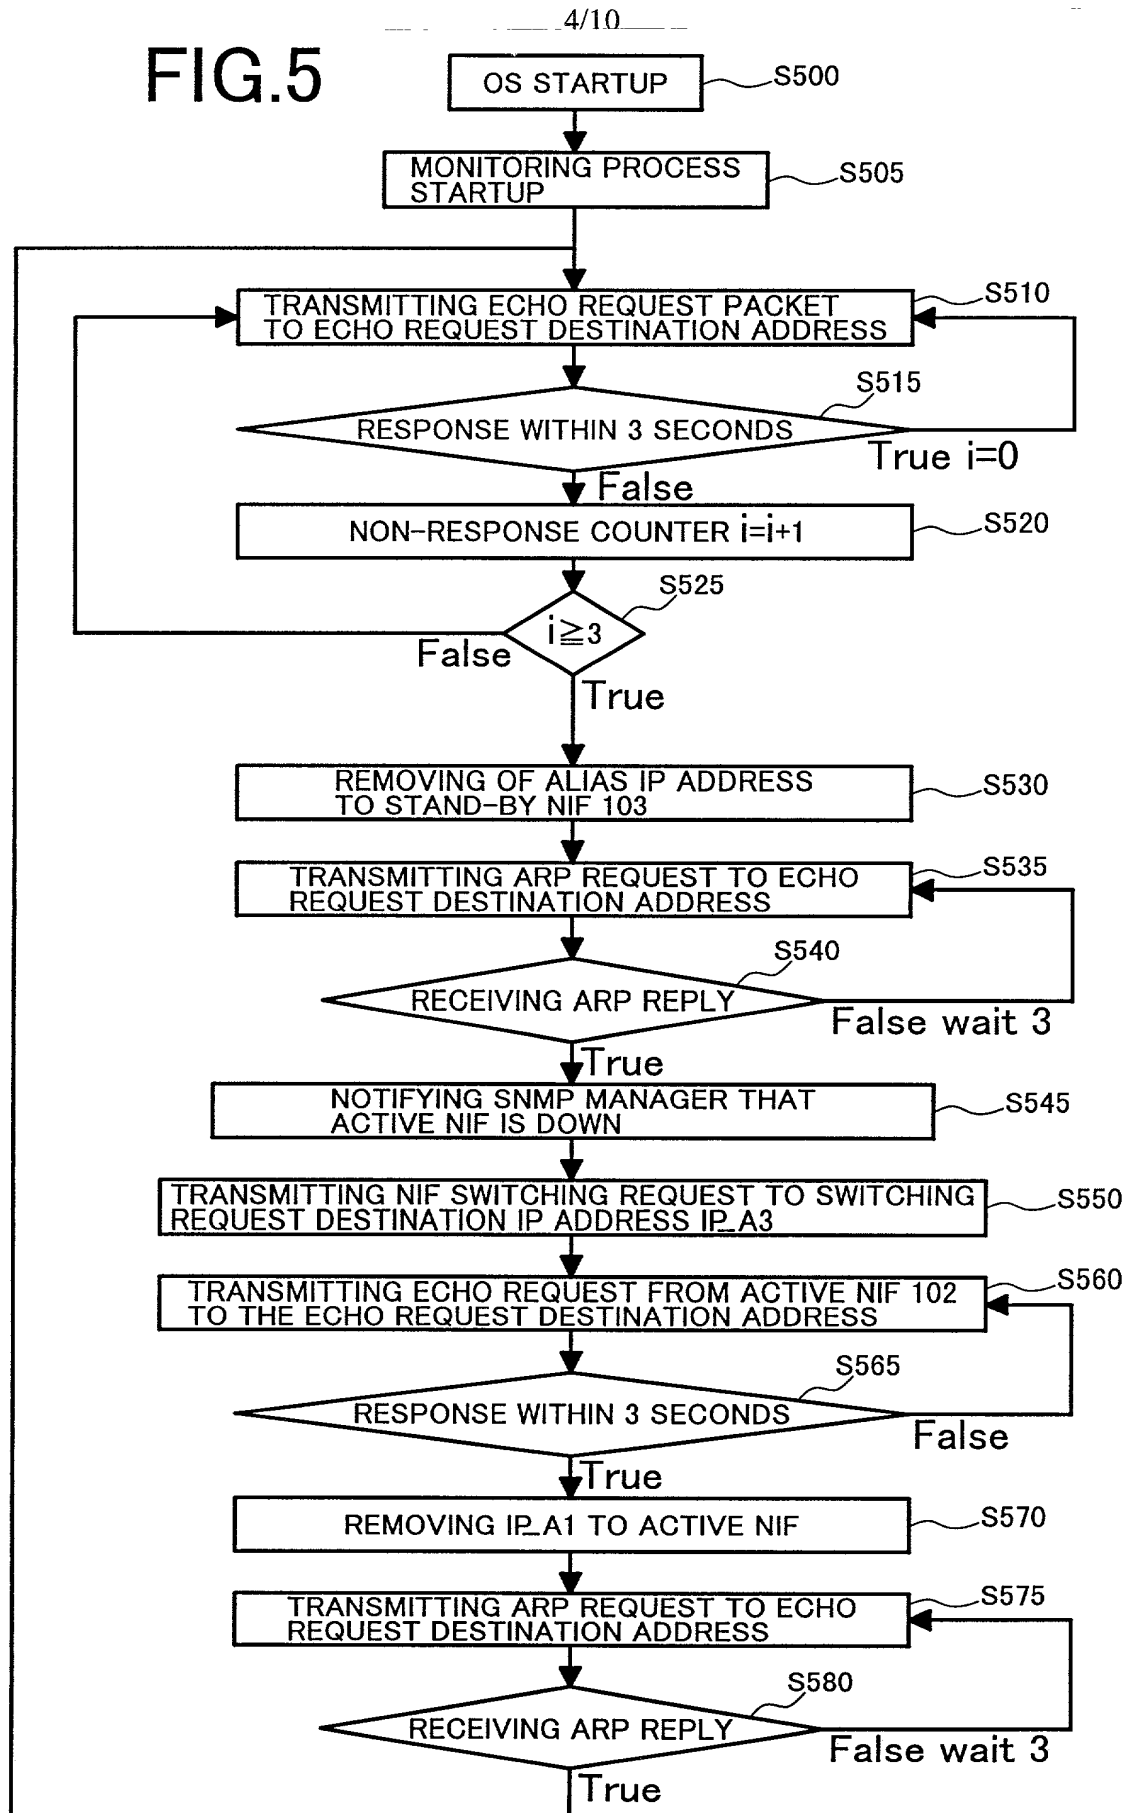 4/10
FIG.5
OS STARTUP
S500
MONITORING PROCESS
STARTUP
S505
TRANSMITTING ECHO REQUEST PACKET
TO ECHO REQUEST DESTINATION ADDRESS
S510
RESPONSE WITHIN 3 SECONDS
S515
True i=0
False
NON-RESPONSE COUNTER i=i+1
S520
i≧3
S525
False
True
REMOVING OF ALIAS IP ADDRESS
TO STAND-BY NIF 103
S530
TRANSMITTING ARP REQUEST TO ECHO
REQUEST DESTINATION ADDRESS
S535
RECEIVING ARP REPLY
S540
False wait 3
True
NOTIFYING SNMP MANAGER THAT
ACTIVE NIF IS DOWN
S545
TRANSMITTING NIF SWITCHING REQUEST TO SWITCHING
REQUEST DESTINATION IP ADDRESS IP_A3
S550
TRANSMITTING ECHO REQUEST FROM ACTIVE NIF 102
TO THE ECHO REQUEST DESTINATION ADDRESS
S560
RESPONSE WITHIN 3 SECONDS
S565
False
True
REMOVING IP_A1 TO ACTIVE NIF
S570
TRANSMITTING ARP REQUEST TO ECHO
REQUEST DESTINATION ADDRESS
S575
RECEIVING ARP REPLY
S580
False wait 3
True